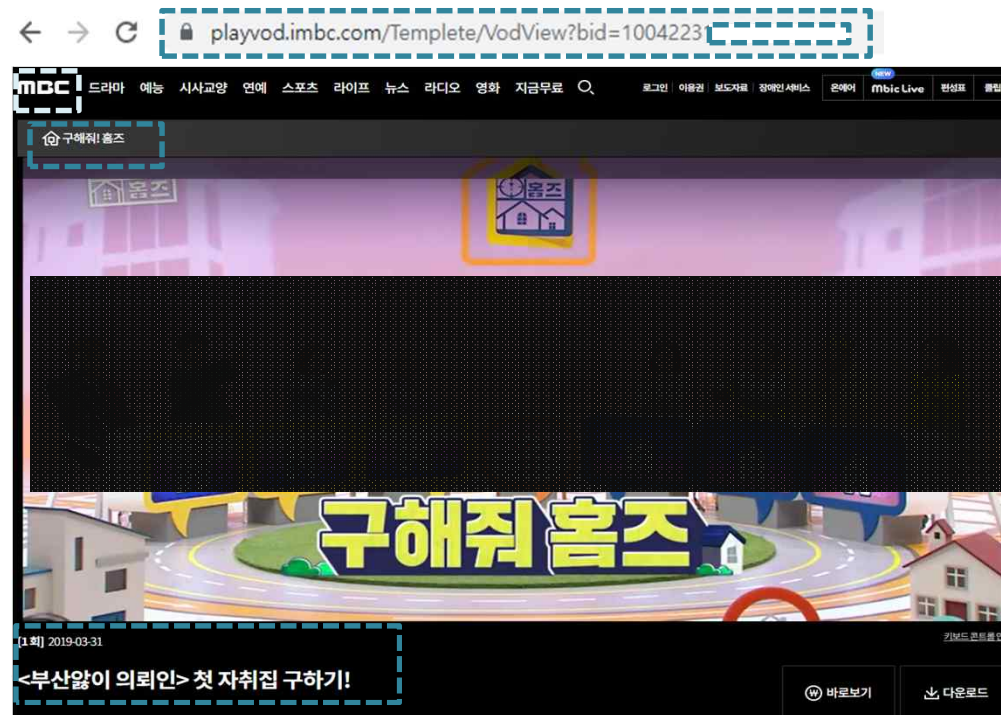 playvod.imbc.com/Templete/VodView?bid=10042231
MBC 드라마 예능 시사교양 연예 스포츠 라이프 뉴스 라디오 영화 지금무료 로그인 이용권 보도자료 장애인 서비스 온에어 NEW Mbic Live 편성표 클립
구해줘! 홈즈
홈즈
홈즈
구해줘 홈즈
[1회] 2019-03-31
키보드 콘트롤
<부산앓이 의뢰인> 첫 자취집 구하기!
바로보기 다운로드